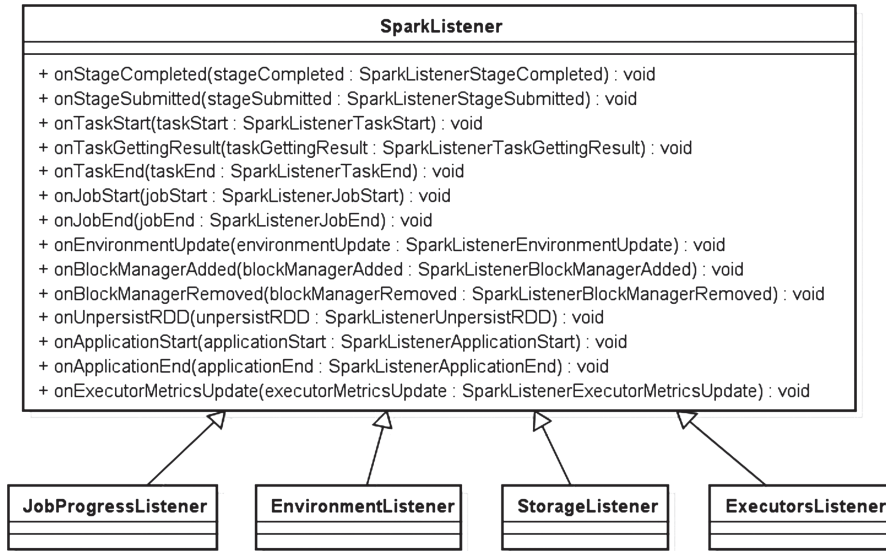 SparkListener
+ onStageCompleted(stageCompleted : SparkListenerStageCompleted) : void
+ onStageSubmitted(stageSubmitted : SparkListenerStageSubmitted) : void
+ onTaskStart(taskStart : SparkListenerTaskStart) : void
+ onTaskGettingResult(taskGettingResult : SparkListenerTaskGettingResult) : void
+ onTaskEnd(taskEnd : SparkListenerTaskEnd) : void
+ onJobStart(jobStart : SparkListenerJobStart) : void
+ onJobEnd(jobEnd : SparkListenerJobEnd) : void
+ onEnvironmentUpdate(environmentUpdate : SparkListenerEnvironmentUpdate) : void
+ onBlockManagerAdded(blockManagerAdded : SparkListenerBlockManagerAdded) : void
+ onBlockManagerRemoved(blockManagerRemoved : SparkListenerBlockManagerRemoved) : void
+ onUnpersistRDD(unpersistRDD : SparkListenerUnpersistRDD) : void
+ onApplicationStart(applicationStart : SparkListenerApplicationStart) : void
+ onApplicationEnd(applicationEnd : SparkListenerApplicationEnd) : void
+ onExecutorMetricsUpdate(executorMetricsUpdate : SparkListenerExecutorMetricsUpdate) : void
JobProgressListener
EnvironmentListener
StorageListener
ExecutorsListener